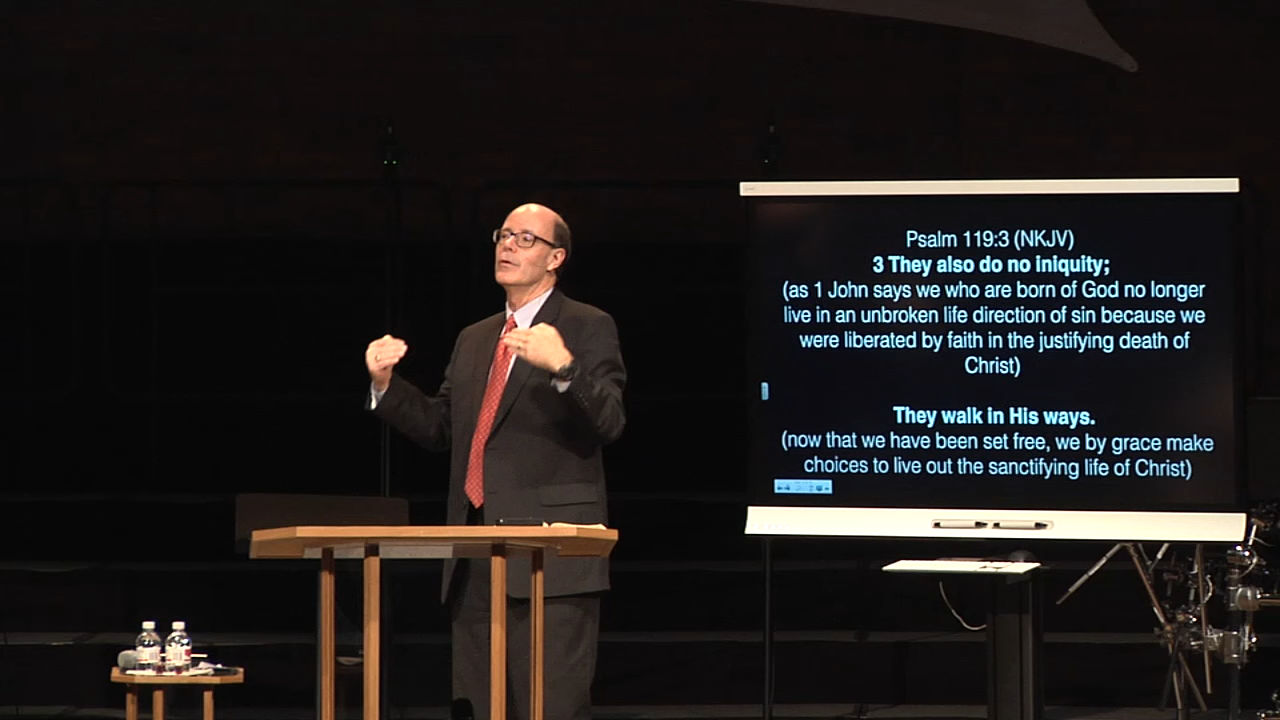 Psalm 119:3 (NKJV)
3 They also do no iniquity;
(as 1 John says we who are born of God no longer
live in an unbroken life direction of sin because we
were liberated by faith in the justifying death of
Christ)
They walk in His ways.
(now that we have been set free, we by grace make
choices to live out the sanctifying life of Christ)